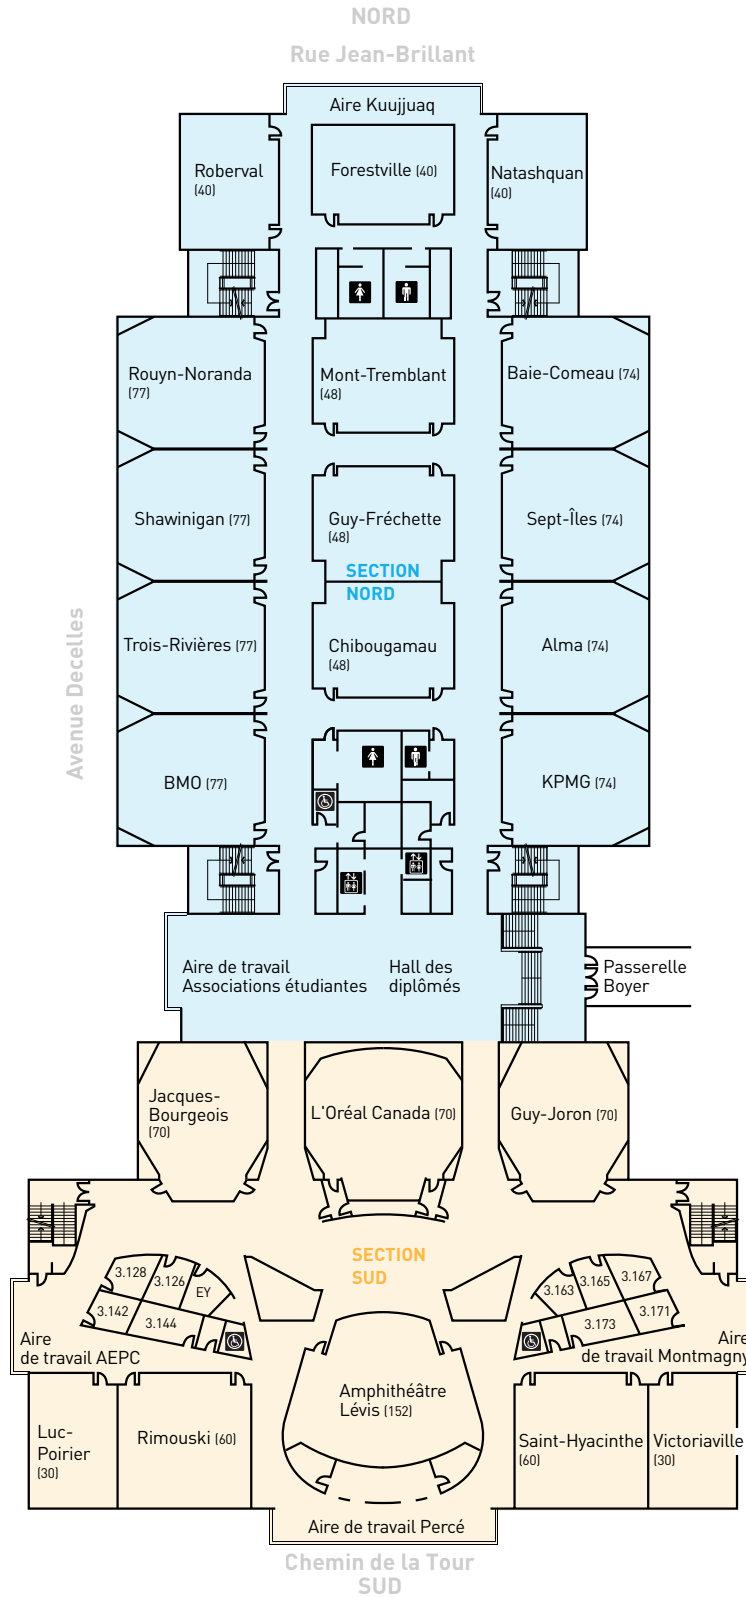 NORD
Rue Jean-Brillant
Aire Kuujjuaq
Roberval
(40)
Forestville (40)
Natashquan
(40)
Rouyn-Noranda
(77)
Mont-Tremblant
(48)
Baie-Comeau (74)
Shawinigan (77)
Guy-Fréchette
(48)
Sept-Îles (74)
SECTION
NORD
Avenue Decelles
Trois-Rivières (77)
Chibougamau
(48)
Alma (74)
BMO (77)
KPMG (74)
Aire de travail
Associations étudiantes
Hall des
diplômés
Passerelle
Boyer
Jacques-
Bourgeois
(70)
L'Oréal Canada (70)
Guy-Joron (70)
SECTION
SUD
3.128
3.126
EY
3.142
3.144
3.163
3.165
3.167
3.171
3.173
Aire
de travail AEPC
Aire
de travail Montmagny
Amphithéâtre
Lévis (152)
Luc-
Poirier
(30)
Rimouski (60)
Saint-Hyacinthe
(60)
Victoriaville
(30)
Aire de travail Percé
Chemin de la Tour
SUD